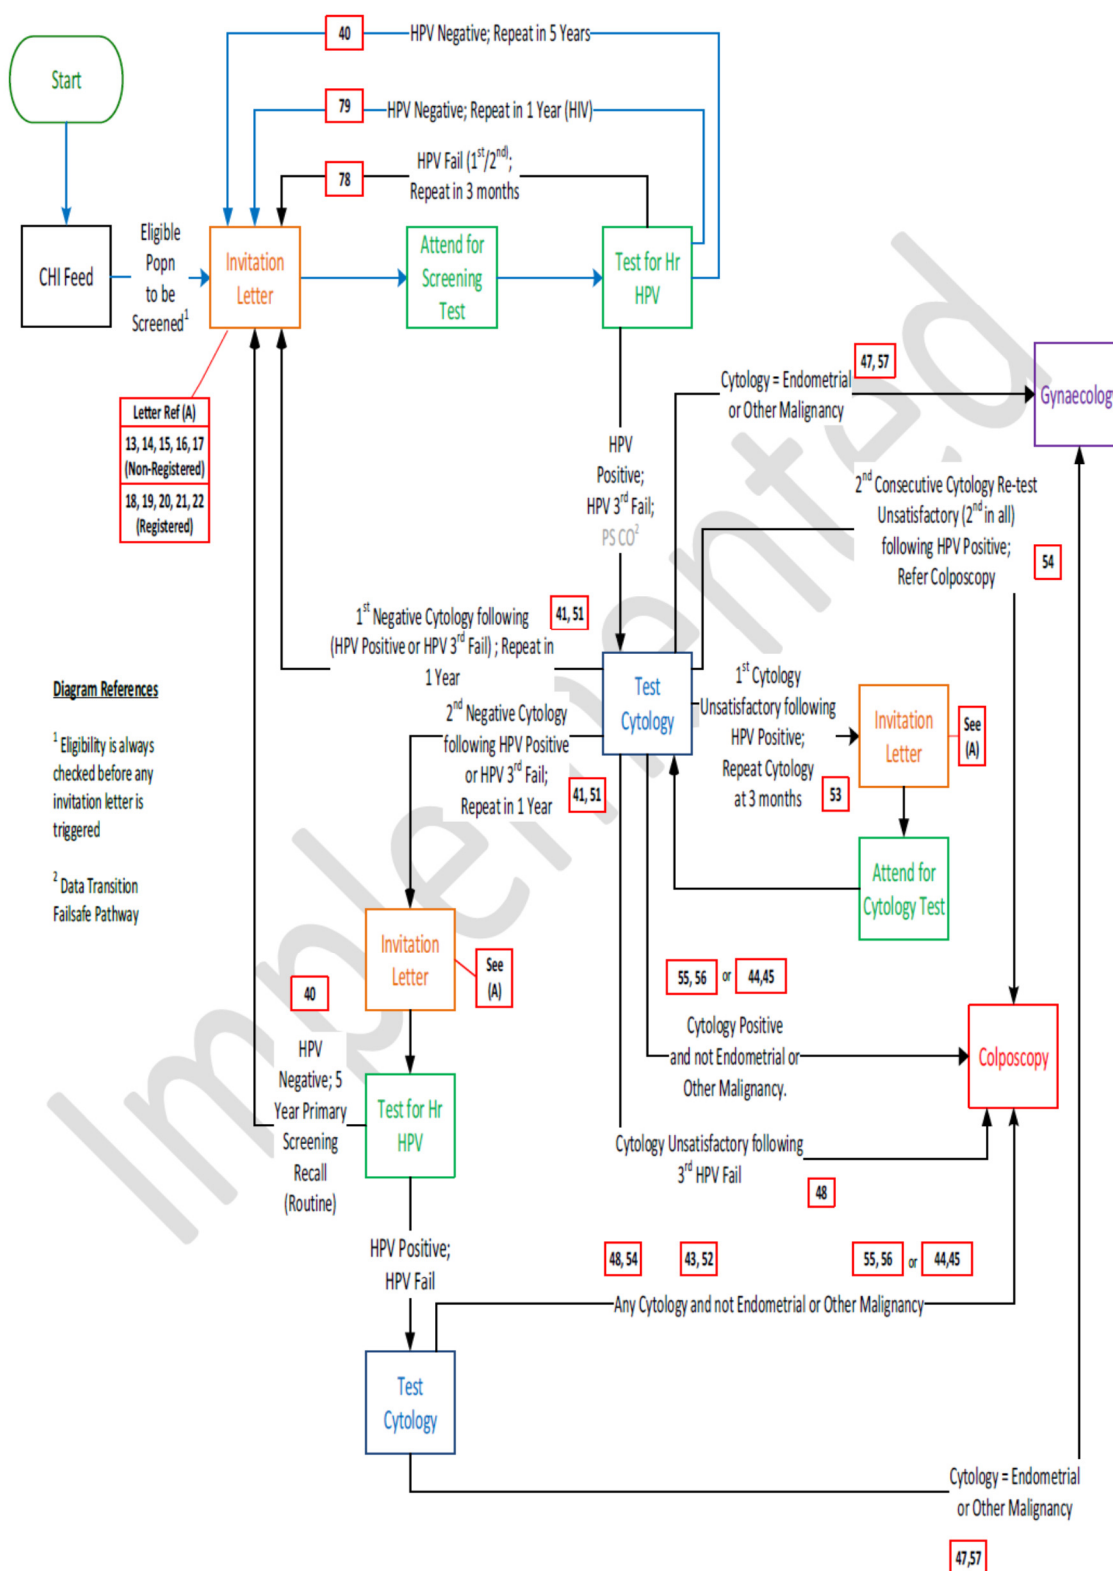 40
HPV Negative; Repeat in 5 Years
Start
79
HPV Negative; Repeat in 1 Year (HIV)
78
HPV Fail (1st/2nd);
Repeat in 3 months
CHI Feed
Eligible
Popn
to be
Screened1
Invitation
Letter
Attend for
Screening
Test
Test for Hr
HPV
Letter Ref (A)
13, 14, 15, 16, 17
(Non-Registered)
18, 19, 20, 21, 22
(Registered)
HPV
Positive;
HPV 3rd Fail;
PS CO2
47, 57
Cytology = Endometrial
or Other Malignancy
Gynaecology
2nd Consecutive Cytology Re-test
Unsatisfactory (2nd in all)
following HPV Positive;
Refer Colposcopy
54
1st Negative Cytology following
(HPV Positive or HPV 3rd Fail) ; Repeat in
1 Year
41, 51
Test
Cytology
1st Cytology
Unsatisfactory following
HPV Positive;
Repeat Cytology
at 3 months
53
Invitation
Letter
See
(A)
Attend for
Cytology Test
2nd Negative Cytology
following HPV Positive
or HPV 3rd Fail;
Repeat in 1 Year
41, 51
Diagram References
1 Eligibility is always
checked before any
invitation letter is
triggered
2 Data Transition
Failsafe Pathway
Invitation
Letter
See
(A)
40
HPV
Negative; 5
Year Primary
Screening
Recall
(Routine)
Test for Hr
HPV
55, 56 or 44,45
Cytology Positive
and not Endometrial or
Other Malignancy.
Colposcopy
Cytology Unsatisfactory following
3rd HPV Fail
48
HPV Positive;
HPV Fail
48, 54
43, 52
55, 56 or 44,45
Any Cytology and not Endometrial or Other Malignancy
Test
Cytology
Cytology = Endometrial
or Other Malignancy
47,57
Implemented